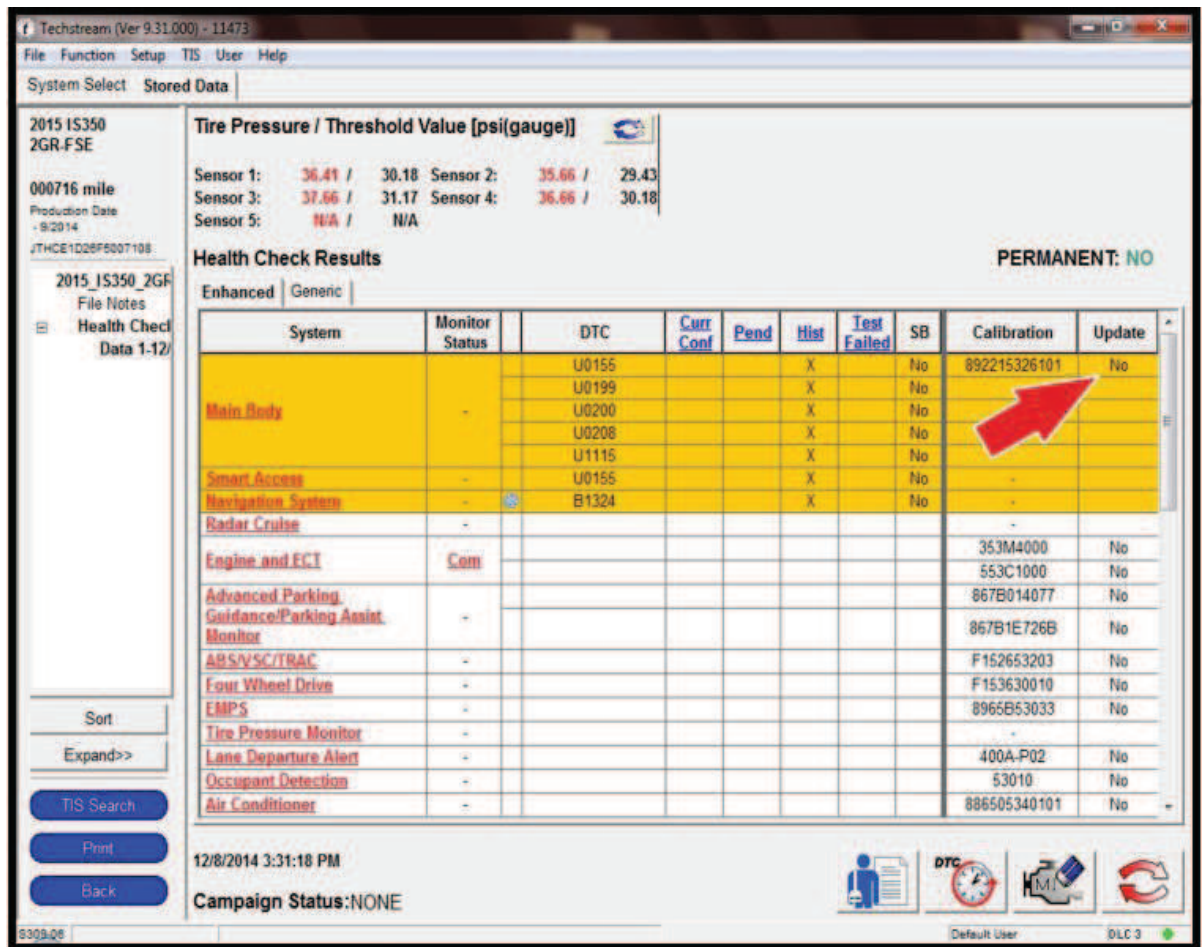 Techstream (Ver 9.31.000) - 11473
File Function Setup TIS User Help
System Select Stored Data
2015 IS350
2GR-FSE
000716 mile
Production Date
- 9/2014
JTHCE1D26F5007108
2015_IS350_2GR
File Notes
Health Checl
Data 1-12/
Sort
Expand>>
TIS Search
Print
Back
Tire Pressure / Threshold Value [psi(gauge)]
Sensor 1: 36.41 / 30.18 Sensor 2: 35.66 / 29.43
Sensor 3: 37.66 / 31.17 Sensor 4: 36.66 / 30.18
Sensor 5: N/A / N/A
Health Check Results PERMANENT: NO
Enhanced Generic
System Monitor Status DTC Curr Conf Pend Hist Test Failed SB Calibration Update
Main Body - U0155 X No 892215326101 No
U0199 X No
U0200 X No
U0208 X No
U1115 X No
Smart Access - U0155 X No -
Navigation System - B1324 X No
Radar Cruise - -
Engine and ECT Com 353M4000 No
553C1000 No
Advanced Parking Guidance/Parking Assist Monitor - 867B014077 No
867B1E726B No
ABS/VSC/TRAC - F152653203 No
Four Wheel Drive - F153630010 No
EMPS - 8965B53033 No
Tire Pressure Monitor - -
Lane Departure Alert - 400A-P02 No
Occupant Detection - 53010 No
Air Conditioner - 886505340101 No
12/8/2014 3:31:18 PM
Campaign Status:NONE
DTC
MI
S309-06 Default User DLC 3